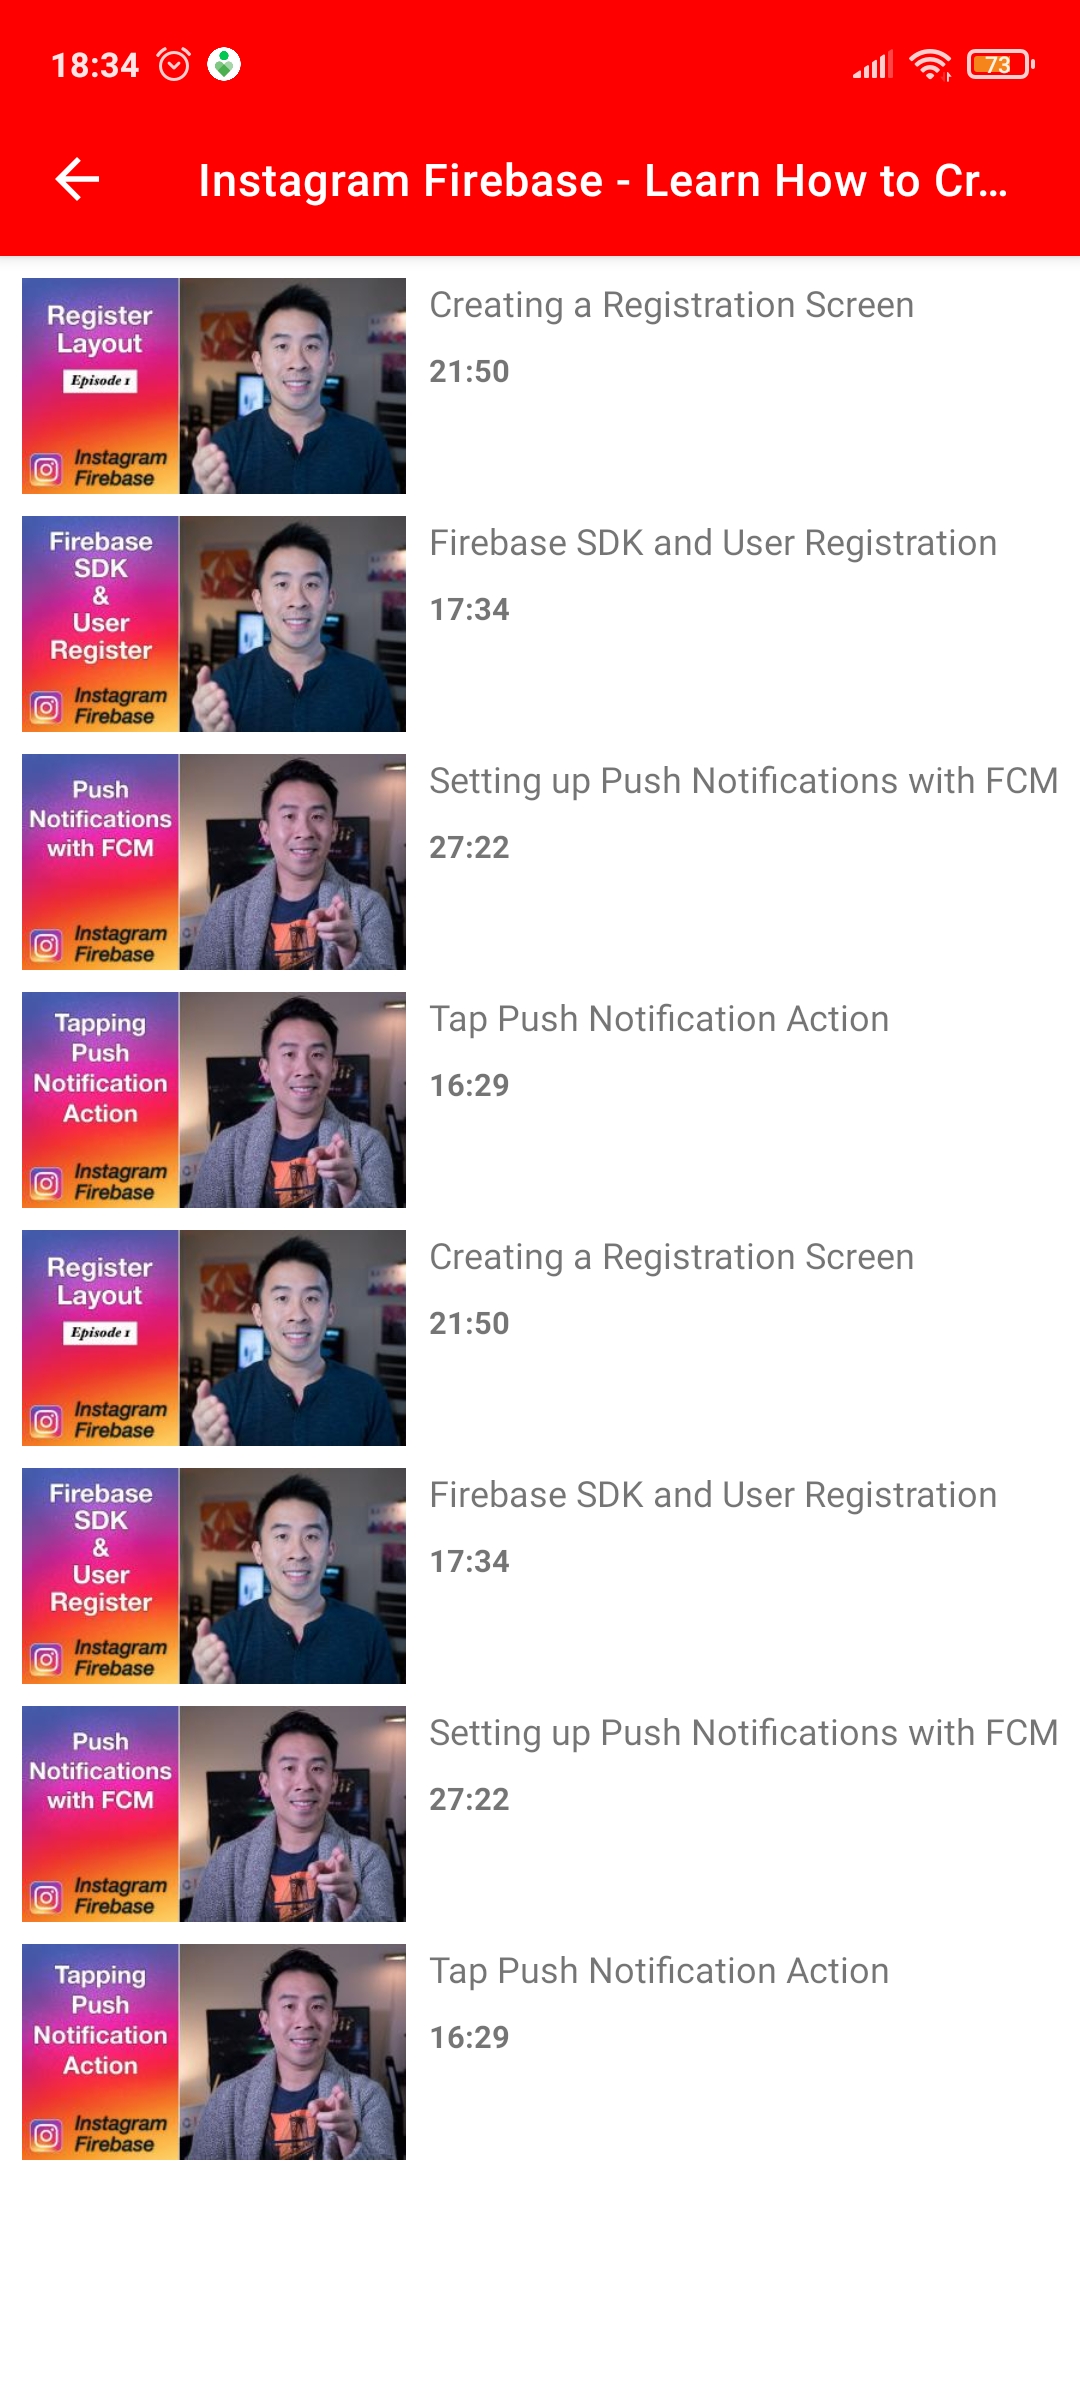 18:34
73
Instagram Firebase - Learn How to Cr...
Register
Layout
Episode 1
Instagram
Firebase
Creating a Registration Screen
21:50
Firebase
SDK
&
User
Register
Instagram
Firebase
Firebase SDK and User Registration
17:34
Push
Notifications
with FCM
Instagram
Firebase
Setting up Push Notifications with FCM
27:22
Tapping
Push
Notification
Action
Instagram
Firebase
Tap Push Notification Action
16:29
Register
Layout
Episode 1
Instagram
Firebase
Creating a Registration Screen
21:50
Firebase
SDK
&
User
Register
Instagram
Firebase
Firebase SDK and User Registration
17:34
Push
Notifications
with FCM
Instagram
Firebase
Setting up Push Notifications with FCM
27:22
Tapping
Push
Notification
Action
Instagram
Firebase
Tap Push Notification Action
16:29